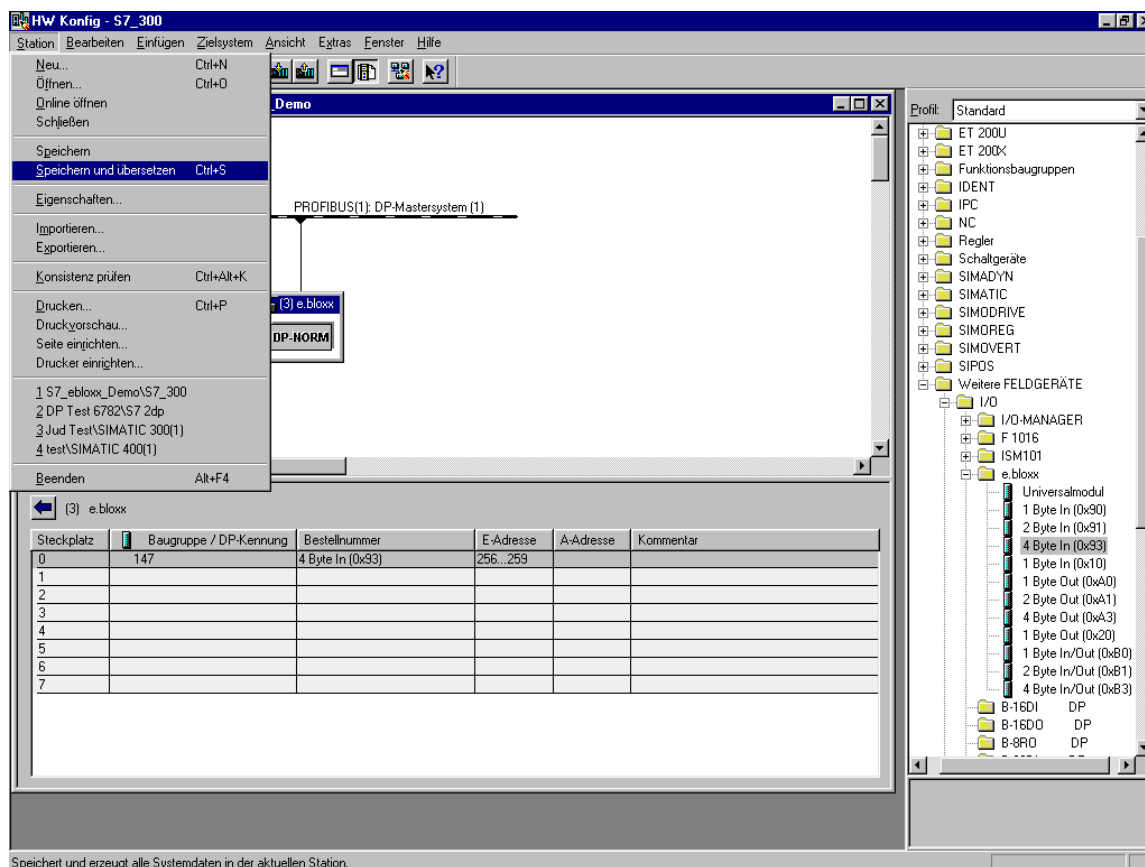 HW Konfig - S7_300
Station Bearbeiten Einfügen Zielsystem Ansicht Extras Fenster Hilfe
Neu... Ctrl+N
Öffnen... Ctrl+O
Online öffnen
Schließen
Speichern
Speichern und übersetzen Ctrl+S
Eigenschaften...
Importieren...
Exportieren...
Konsistenz prüfen Ctrl+Alt+K
Drucken... Ctrl+P
Druckvorschau...
Seite einrichten...
Drucker einrichten...
1 S7_ebloxx_Demo\S7_300
2 DP Test 6782\S7 2dp
3 Jud Test\SIMATIC 300(1)
4 test\SIMATIC 400(1)
Beenden Alt+F4
_Demo
PROFIBUS(1): DP-Mastersystem (1)
(3) e.bloxx
DP-NORM
(3) e.bloxx
Steckplatz Baugruppe / DP-Kennung Bestellnummer E-Adresse A-Adresse Kommentar
0 147 4 Byte In (0x93) 256...259
1
2
3
4
5
6
7
Profil: Standard
ET 200U
ET 200X
Funktionsbaugruppen
IDENT
IPC
NC
Regler
Schaltgeräte
SIMADYN
SIMATIC
SIMODRIVE
SIMOREG
SIMOVERT
SIPOS
Weitere FELDGERÄTE
I/O
I/O-MANAGER
F 1016
ISM101
e.bloxx
Universalmodul
1 Byte In (0x90)
2 Byte In (0x91)
4 Byte In (0x93)
1 Byte In (0x10)
1 Byte Out (0xA0)
2 Byte Out (0xA1)
4 Byte Out (0xA3)
1 Byte Out (0x20)
1 Byte In/Out (0xB0)
2 Byte In/Out (0xB1)
4 Byte In/Out (0xB3)
B-16DI DP
B-16DO DP
B-8RO DP
Speichert und erzeugt alle Systemdaten in der aktuellen Station.